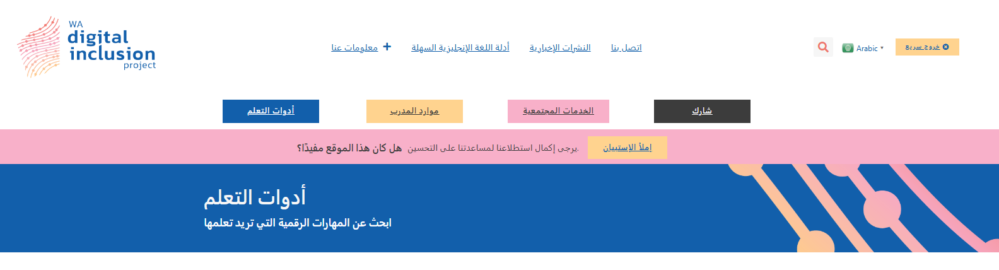 WA
digital
inclusion
project
معلومات عنا
أدلة اللغة الإنجليزية السهلة
النشرات الإخبارية
اتصل بنا
Arabic
خروج سريع
أدوات التعلم
موارد المدرب
الخدمات المجتمعية
شارك
هل كان هذا الموقع مفيدًا؟ يرجى إكمال استطلاعنا لمساعدتنا على التحسين.
إملأ الإستبيان
أدوات التعلم
ابحث عن المهارات الرقمية التي تريد تعلمها